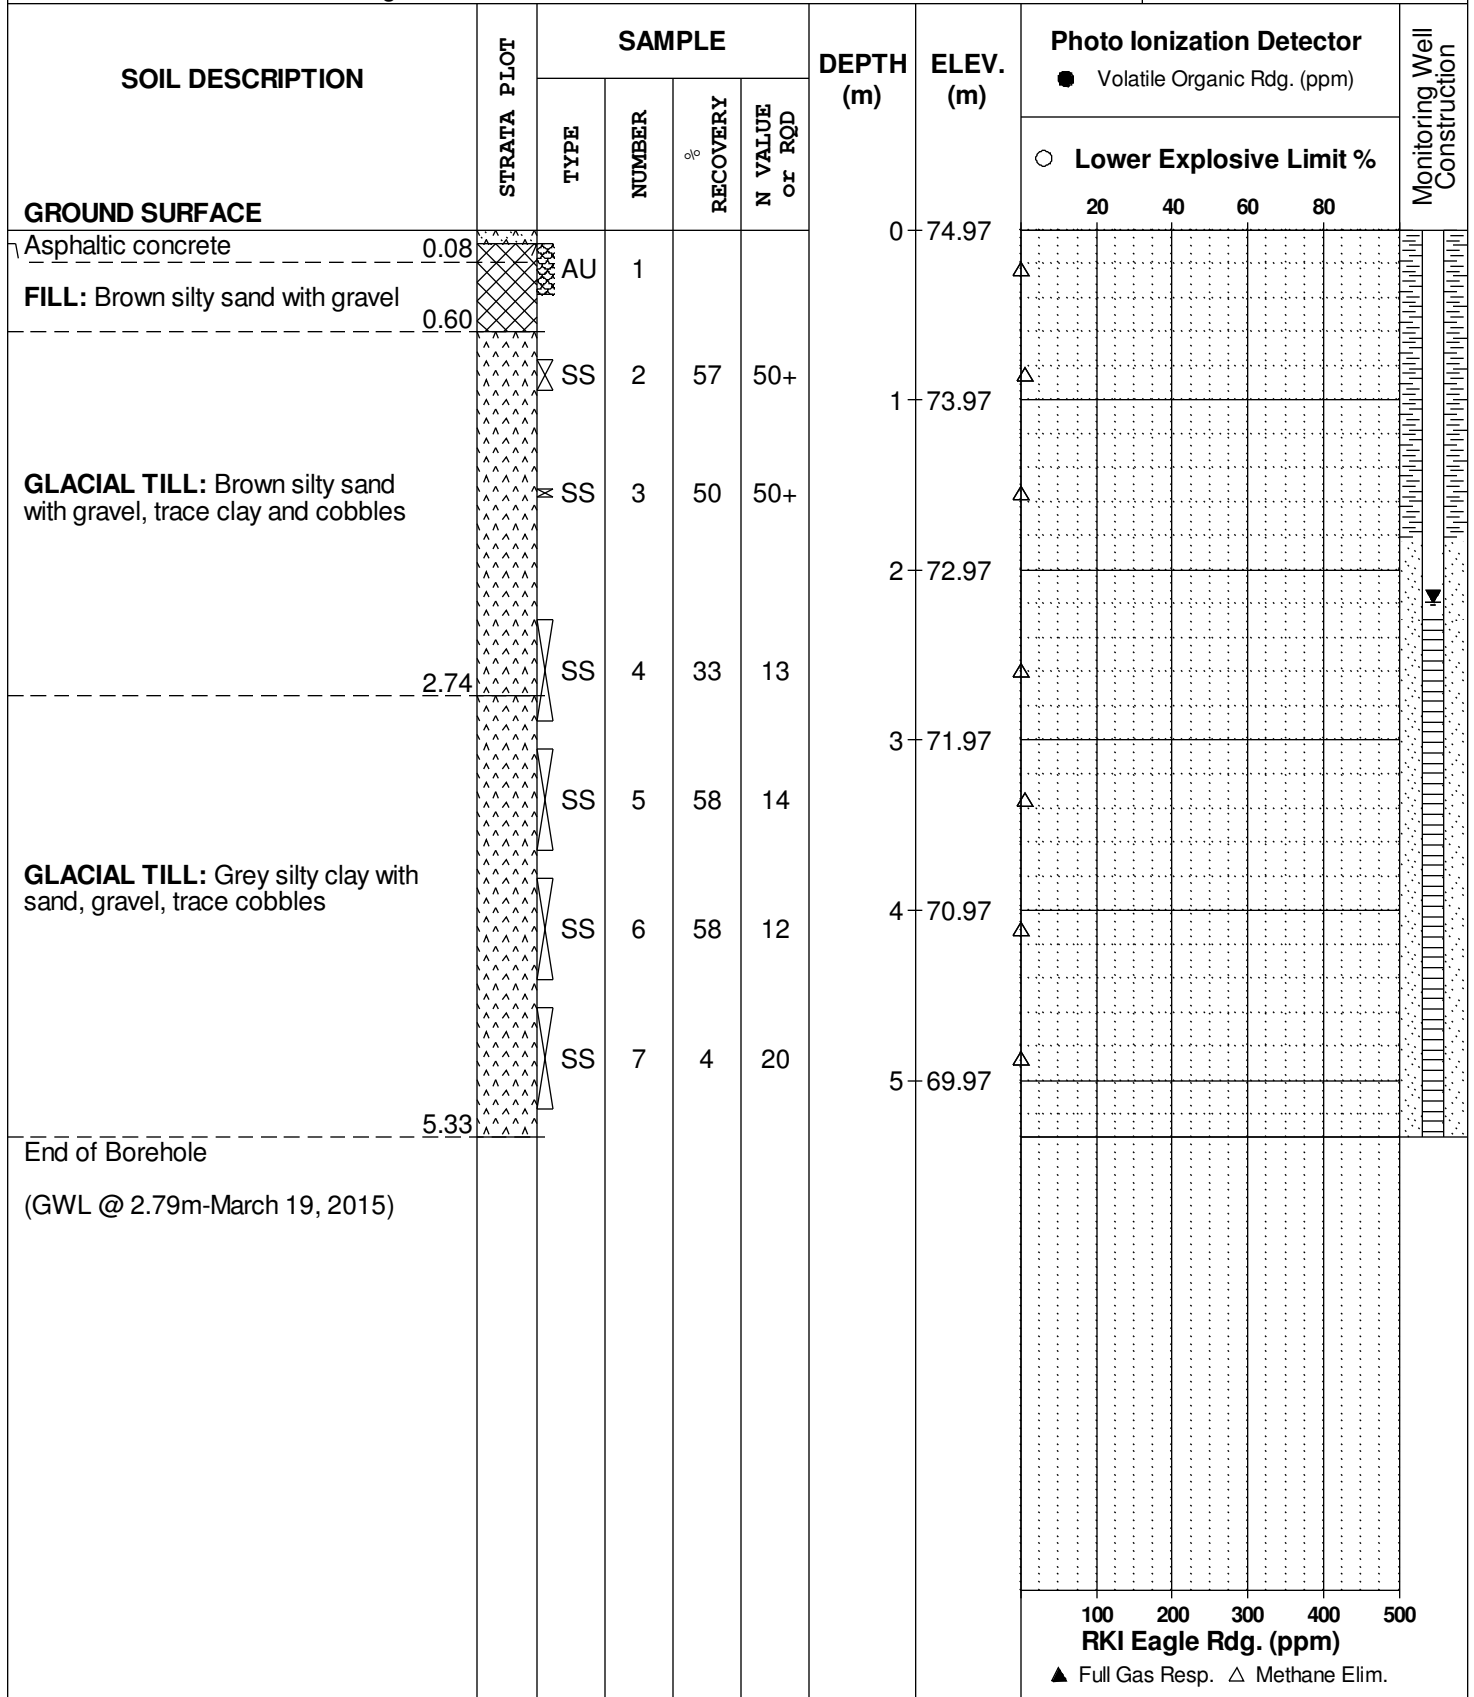 SOIL DESCRIPTION
GROUND SURFACE
STRATA PLOT
SAMPLE
TYPE
NUMBER
% RECOVERY
N VALUE or RQD
DEPTH (m)
ELEV. (m)
Photo Ionization Detector
● Volatile Organic Rdg. (ppm)
○ Lower Explosive Limit %
20 40 60 80
Monitoring Well Construction
0 74.97
Asphaltic concrete 0.08
AU 1
FILL: Brown silty sand with gravel
0.60
SS 2 57 50+
1 73.97
GLACIAL TILL: Brown silty sand
with gravel, trace clay and cobbles
SS 3 50 50+
2 72.97
SS 4 33 13
2.74
3 71.97
SS 5 58 14
GLACIAL TILL: Grey silty clay with
sand, gravel, trace cobbles
4 70.97
SS 6 58 12
SS 7 4 20
5 69.97
5.33
End of Borehole
(GWL @ 2.79m-March 19, 2015)
100 200 300 400 500
RKI Eagle Rdg. (ppm)
▲ Full Gas Resp. △ Methane Elim.